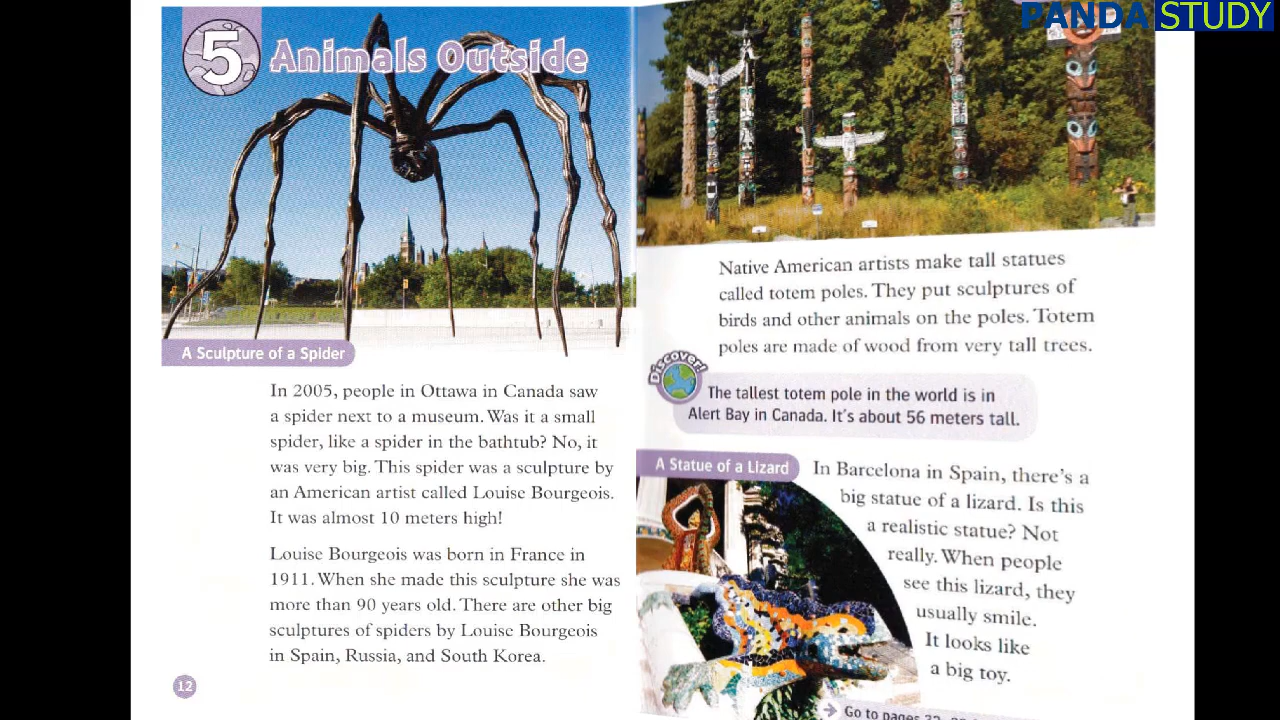 PANDA STUDY
5 Animals Outside
A Sculpture of a Spider
In 2005, people in Ottawa in Canada saw
a spider next to a museum. Was it a small
spider, like a spider in the bathtub? No, it
was very big. This spider was a sculpture by
an American artist called Louise Bourgeois.
It was almost 10 meters high!
Louise Bourgeois was born in France in
1911. When she made this sculpture she was
more than 90 years old. There are other big
sculptures of spiders by Louise Bourgeois
in Spain, Russia, and South Korea.
12
Native American artists make tall statues
called totem poles. They put sculptures of
birds and other animals on the poles. Totem
poles are made of wood from very tall trees.
Discover!
The tallest totem pole in the world is in
Alert Bay in Canada. It's about 56 meters tall.
A Statue of a Lizard
In Barcelona in Spain, there's a
big statue of a lizard. Is this
a realistic statue? Not
really. When people
see this lizard, they
usually smile.
It looks like
a big toy.
Go to pages